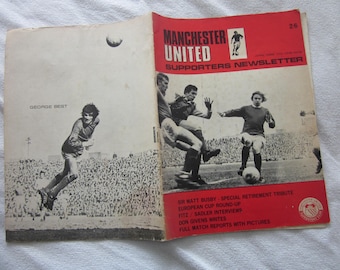 GEORGE BEST
MANCHESTER
UNITED
SUPPORTERS NEWSLETTER
SIR MATT BUSBY - SPECIAL RETIREMENT TRIBUTE
EUROPEAN CUP ROUND-UP
FITZ / SADLER INTERVIEWS
DON GIVENS WRITES
FULL MATCH REPORTS WITH PICTURES